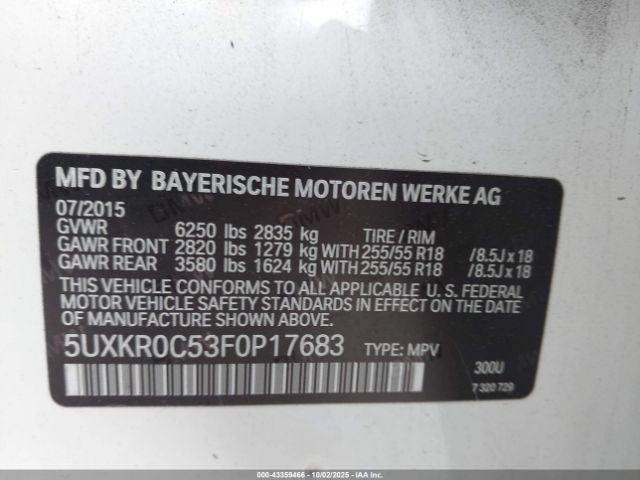 MFD BY BAYERISCHE MOTOREN WERKE AG
07/2015
GVWR 6250 lbs 2835 kg TIRE / RIM
GAWR FRONT 2820 lbs 1279 kg WITH 255/55 R18 / 8.5J x 18
GAWR REAR 3580 lbs 1624 kg WITH 255/55 R18 / 8.5J x 18
THIS VEHICLE CONFORMS TO ALL APPLICABLE U. S. FEDERAL
MOTOR VEHICLE SAFETY STANDARDS IN EFFECT ON THE DATE
OF MANUFACTURE SHOWN ABOVE.
5UXKR0C53F0P17683 TYPE: MPV 300U
7 320 729
000-43359466 | 10/02/2025 | IAAI.COM